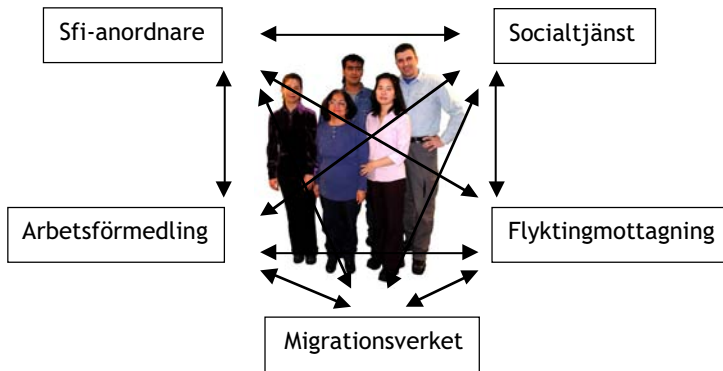 Sfi-anordnare
Socialtjänst
Arbetsförmedling
Flyktingmottagning
Migrationsverket